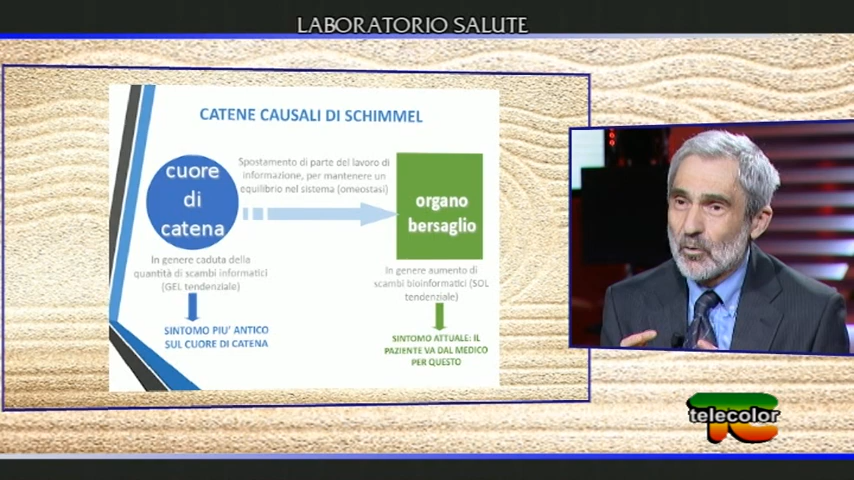 LABORATORIO SALUTE
CATENE CAUSALI DI SCHIMMEL
cuore
di
catena
Spostamento di parte del lavoro di
informazione, per mantenere un
equilibrio nel sistema (omeostasi)
organo
bersaglio
In genere caduta della
quantità di scambi informatici
(GEL tendenziale)
In genere aumento di
scambi bioinformatici (SOL
tendenziale)
SINTOMO PIU' ANTICO
SUL CUORE DI CATENA
SINTOMO ATTUALE: IL
PAZIENTE VA DAL MEDICO
PER QUESTO
TC
telecolor